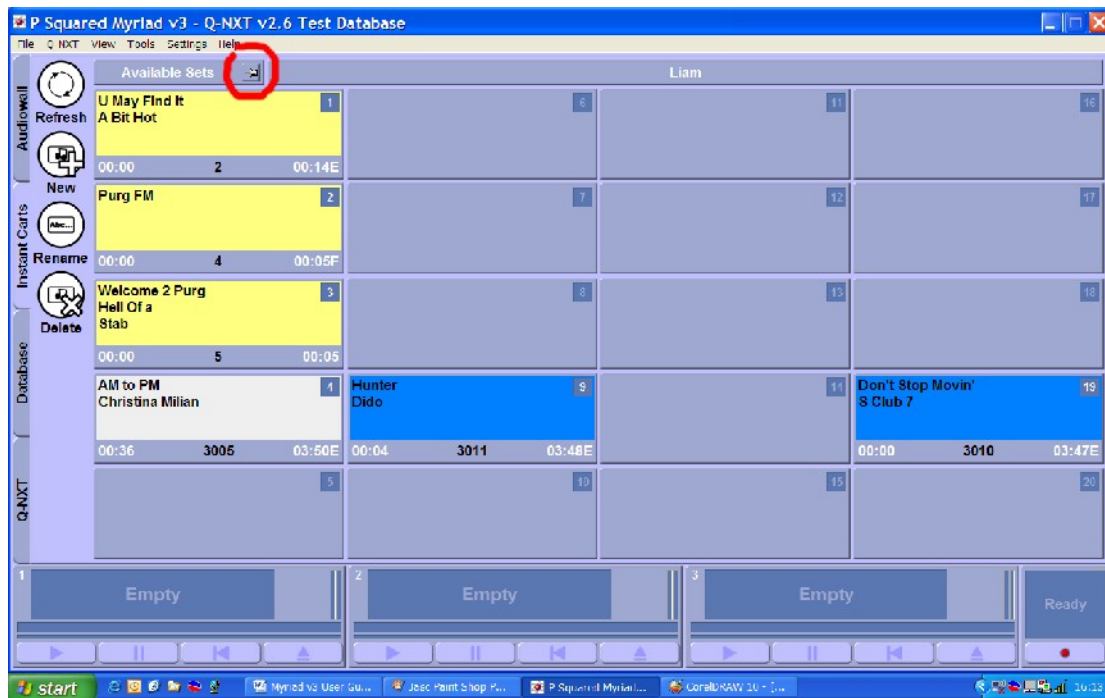 P Squared Myriad v3 - Q-NXT v2.6 Test Database
File Q-NXT View Tools Settings Help
Available Sets
Liam
Audiowall
Instant Carts
Database
Q-NXT
Refresh
New
Abc...
Rename
Delete
U May Find It
A Bit Hot
1
00:00 2 00:14E
6
11
16
Purg FM
2
00:00 4 00:05F
7
12
17
Welcome 2 Purg
Hell Of a
Stab
3
00:00 5 00:05
8
13
18
AM to PM
Christina Milian
4
00:36 3005 03:50E
Hunter
Dido
9
00:04 3011 03:48E
14
Don't Stop Movin'
S Club 7
19
00:00 3010 03:47E
5
10
15
20
1
Empty
2
Empty
3
Empty
Ready
start
Myriad v3 User Gu...
Jasc Paint Shop P...
P Squared Myriad...
CorelDRAW 10 - [...
16:13